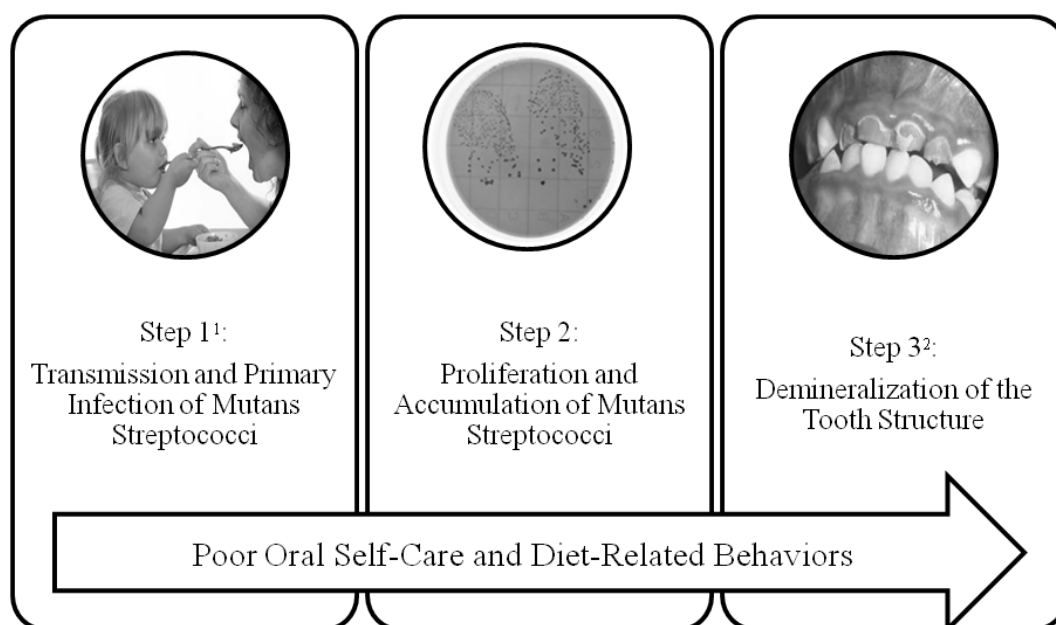 Step 1¹:
Transmission and Primary
Infection of Mutans
Streptococci
Step 2:
Proliferation and
Accumulation of Mutans
Streptococci
Step 3²:
Demineralization of the
Tooth Structure
Poor Oral Self-Care and Diet-Related Behaviors